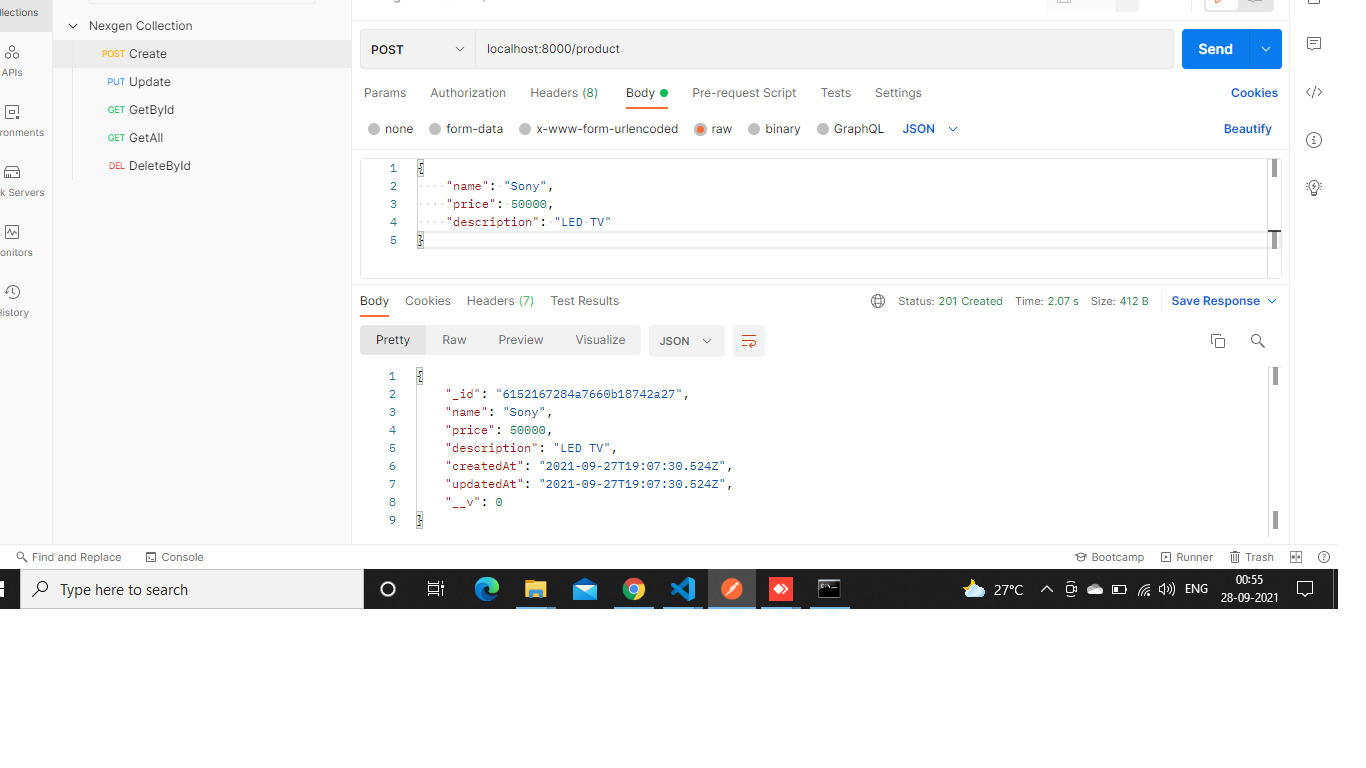 llections
Nexgen Collection
POST Create
PUT Update
GET GetById
GET GetAll
DEL DeleteById
APIs
ronments
k Servers
onitors
History
POST
localhost:8000/product
Send
Params Authorization Headers (8) Body Pre-request Script Tests Settings Cookies
none form-data x-www-form-urlencoded raw binary GraphQL JSON Beautify
1 {
2 "name": "Sony",
3 "price": 50000,
4 "description": "LED TV"
5 }
Body Cookies Headers (7) Test Results Status: 201 Created Time: 2.07 s Size: 412 B Save Response
Pretty Raw Preview Visualize JSON
1 {
2 "_id": "6152167284a7660b18742a27",
3 "name": "Sony",
4 "price": 50000,
5 "description": "LED TV",
6 "createdAt": "2021-09-27T19:07:30.524Z",
7 "updatedAt": "2021-09-27T19:07:30.524Z",
8 "__v": 0
9 }
Find and Replace Console Bootcamp Runner Trash
Type here to search
27°C
ENG
00:55
28-09-2021